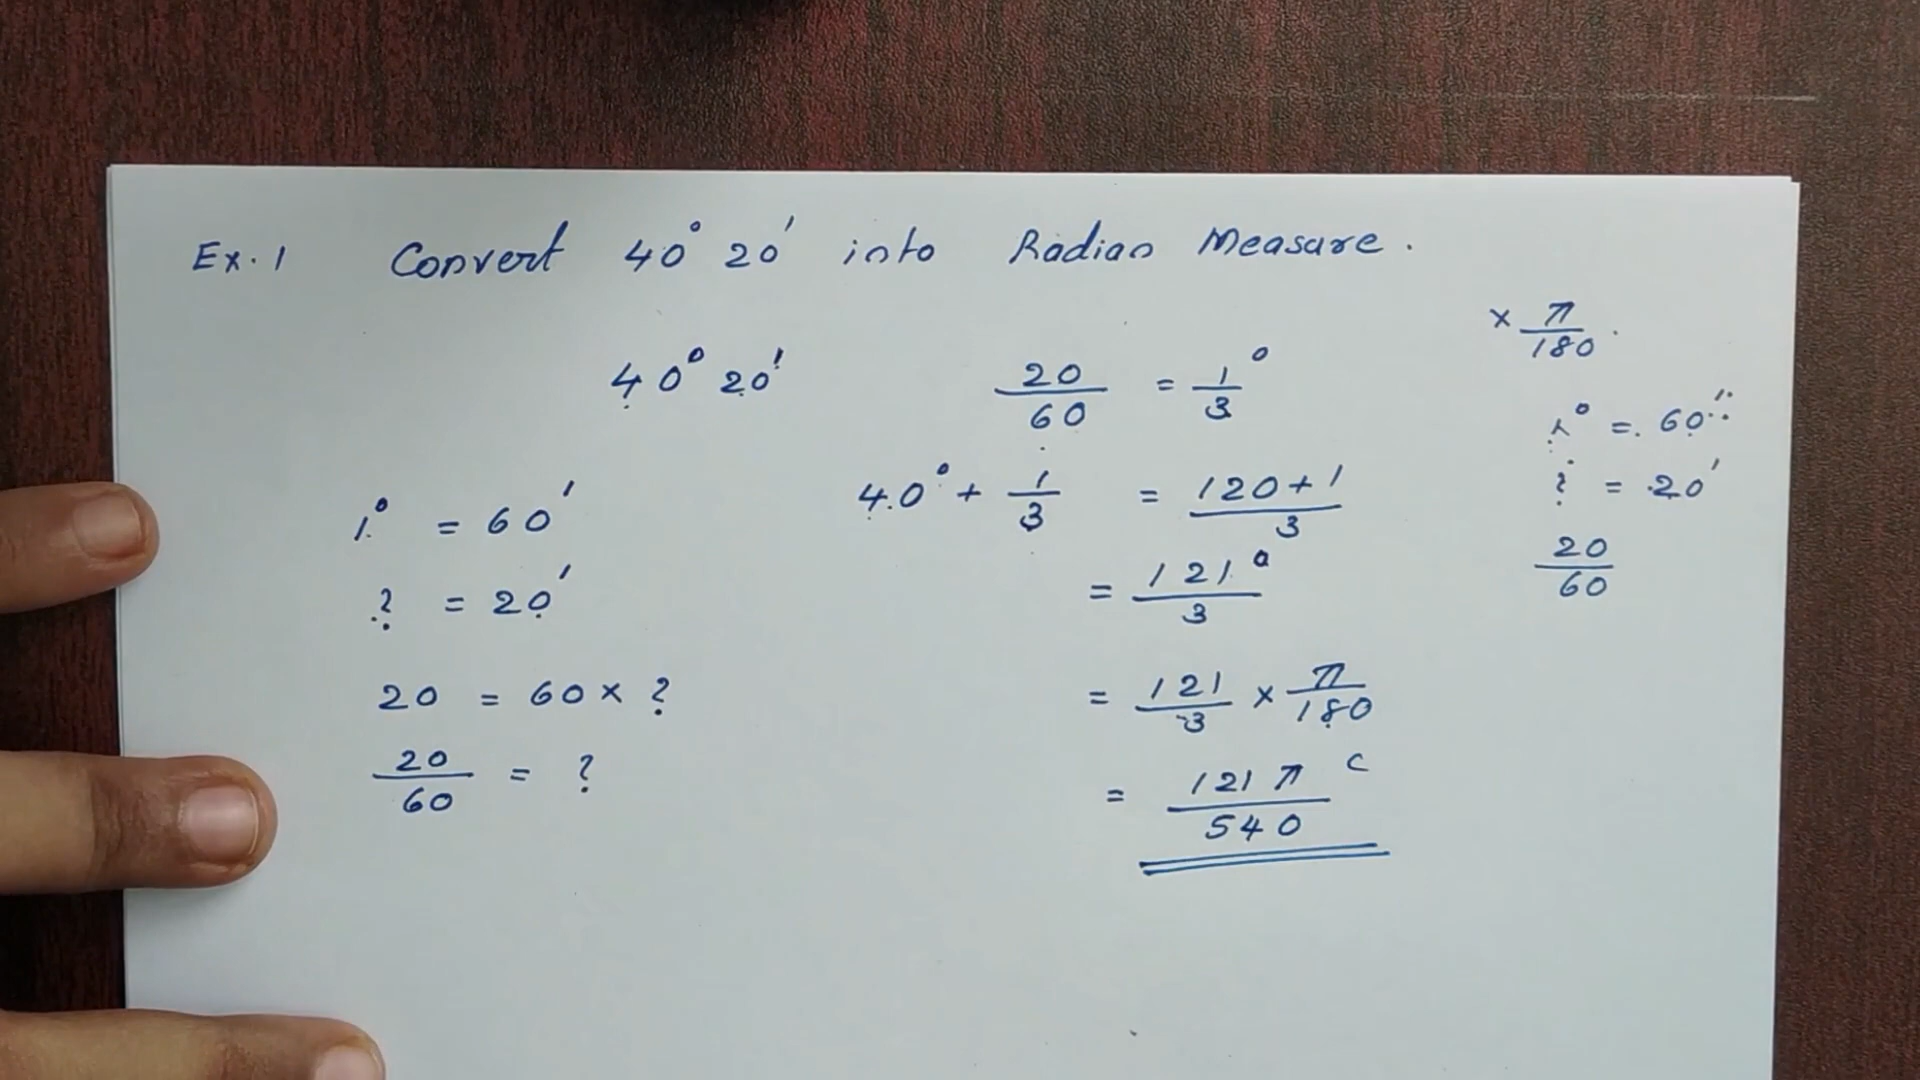 Ex. 1 Convert 40° 20' into Radian Measure.
× π/180.
40° 20'
20/60 = 1/3°
1° = 60'
? = 20'
20/60
40° + 1/3 = 120+1/3
= 121°/3
= 121/3 × π/180
= 121π/540 c
1° = 60'
? = 20'
20 = 60 × ?
20/60 = ?